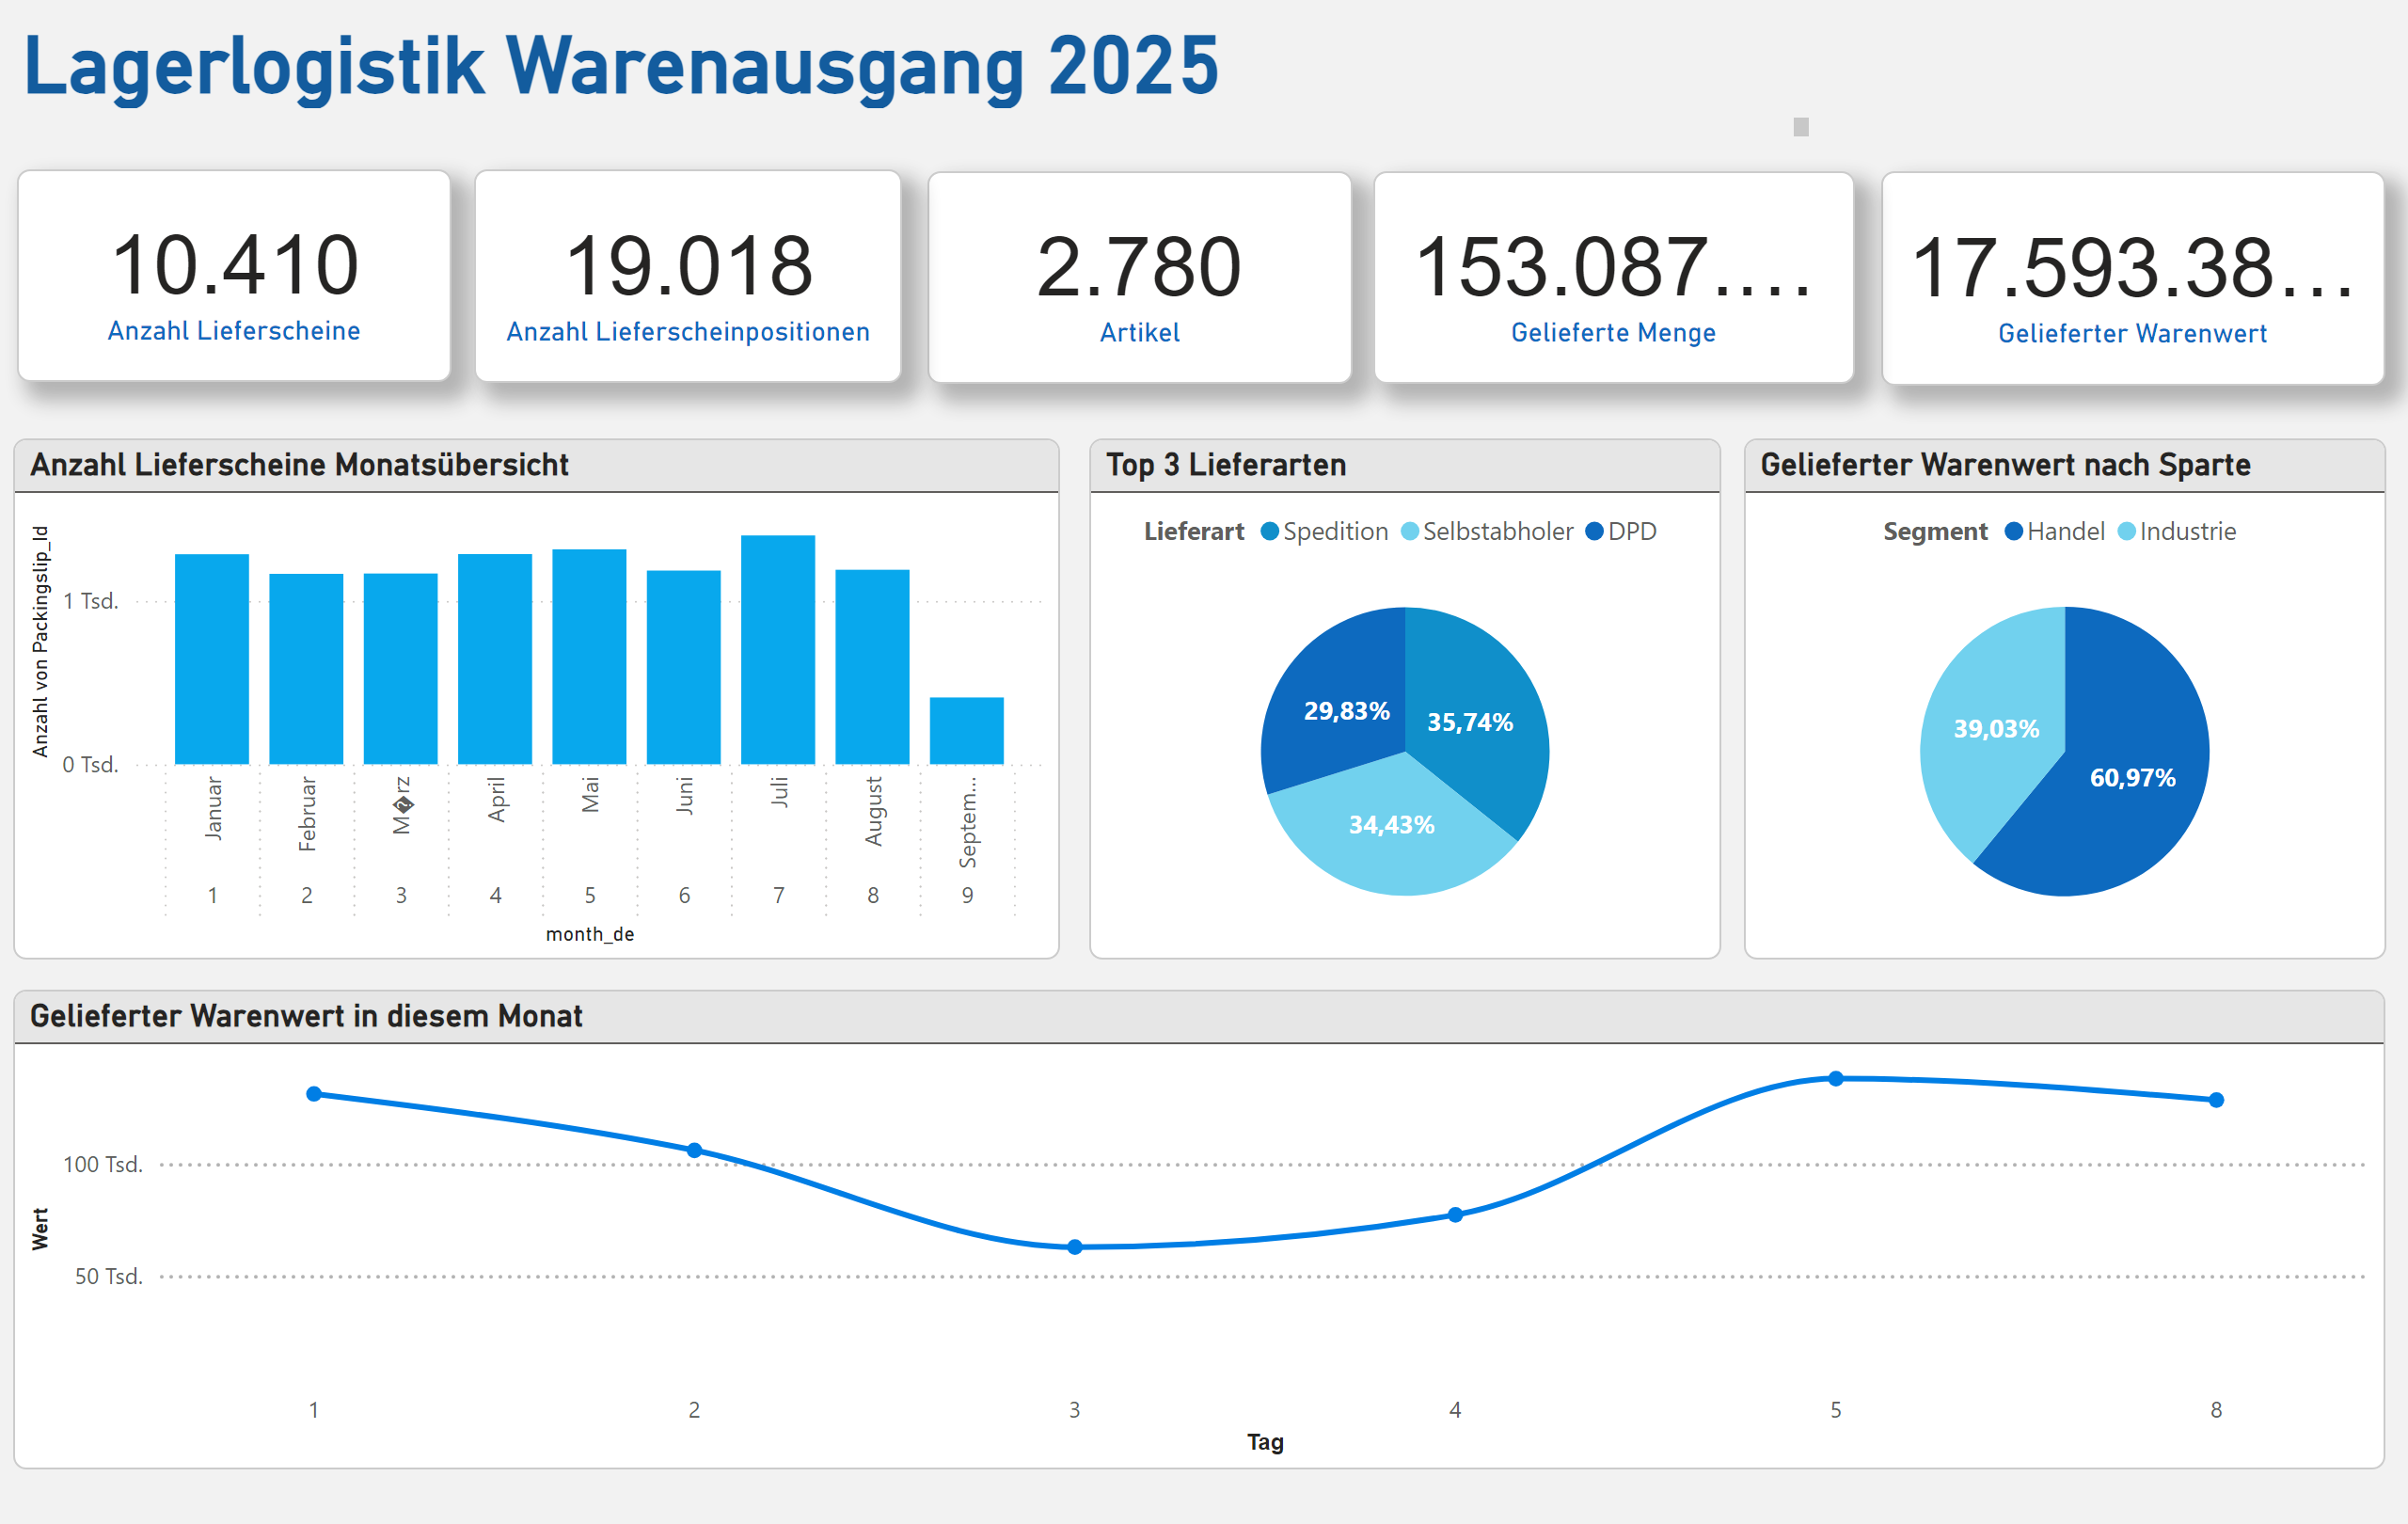 Lagerlogistik Warenausgang 2025
10.410
Anzahl Lieferscheine
19.018
Anzahl Lieferscheinpositionen
2.780
Artikel
153.087....
Gelieferte Menge
17.593.38...
Gelieferter Warenwert
Anzahl Lieferscheine Monatsübersicht
Anzahl von Packingslip_Id
1 Tsd.
0 Tsd.
Januar
Februar
M�rz
April
Mai
Juni
Juli
August
Septem...
1 2 3 4 5 6 7 8 9
month_de
Top 3 Lieferarten
Lieferart Spedition Selbstabholer DPD
29,83%
35,74%
34,43%
Gelieferter Warenwert nach Sparte
Segment Handel Industrie
39,03%
60,97%
Gelieferter Warenwert in diesem Monat
Wert
100 Tsd.
50 Tsd.
1 2 3 4 5 8
Tag